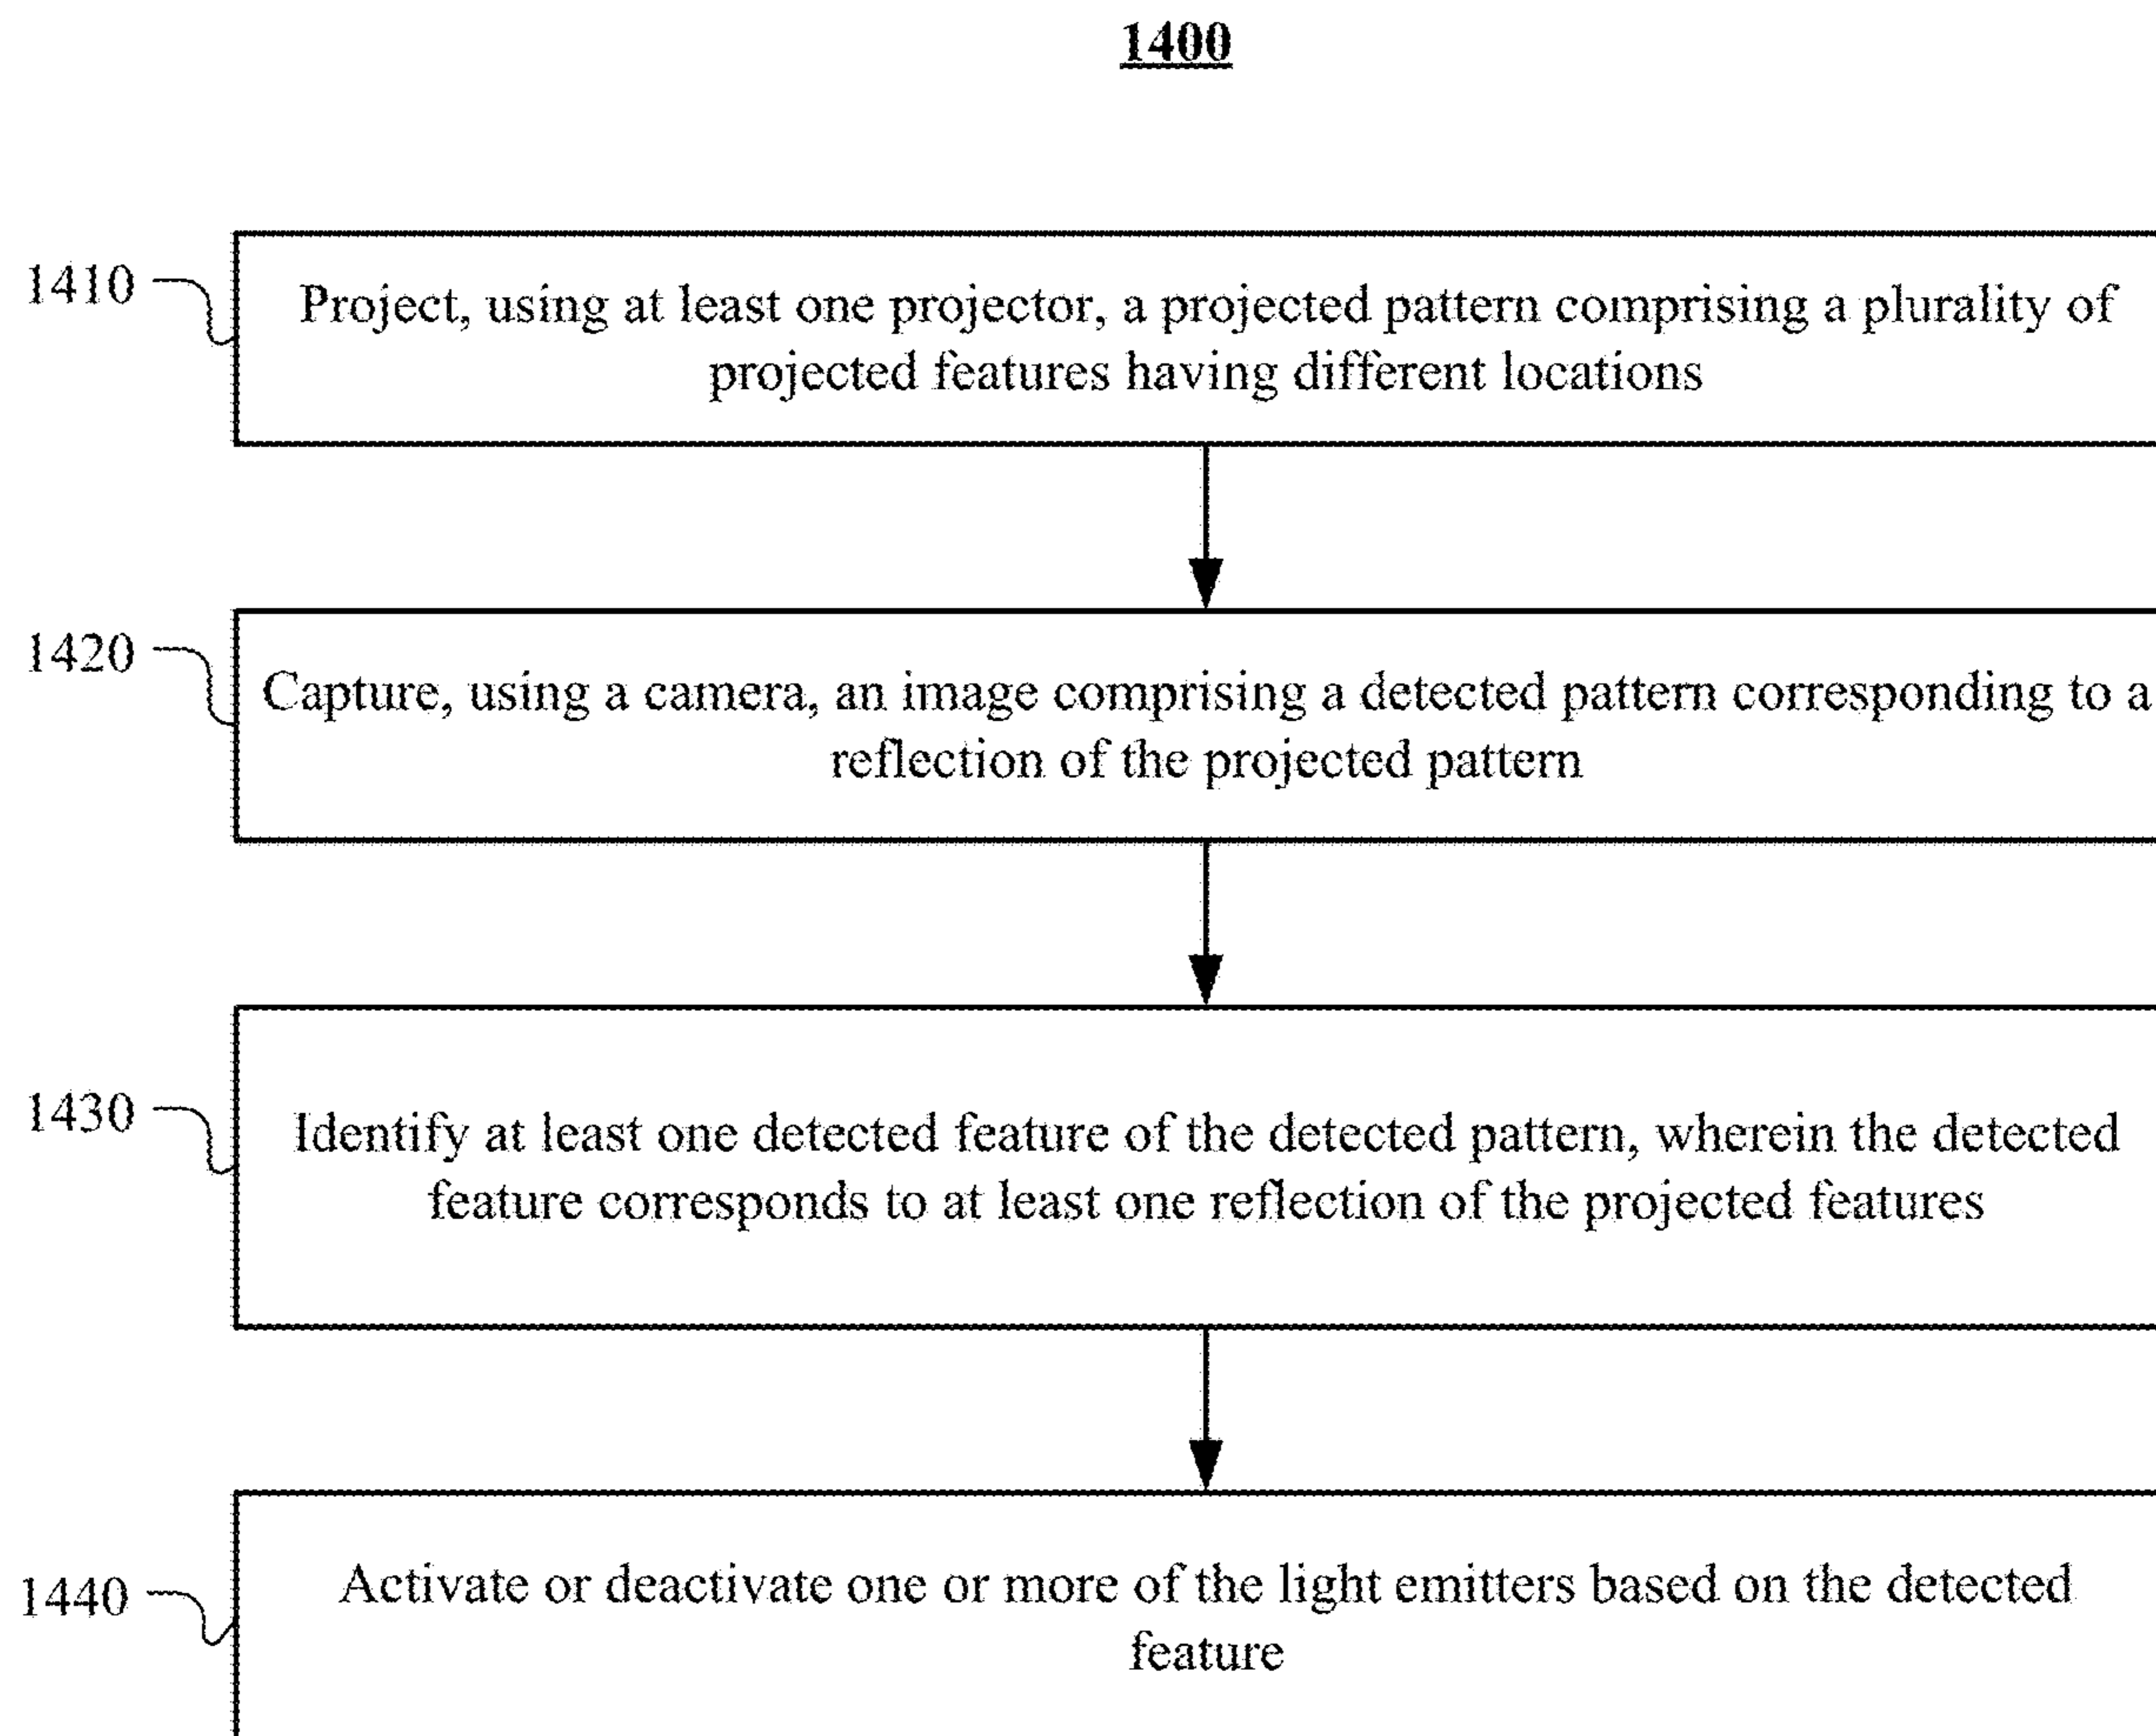 1400
1410
Project, using at least one projector, a projected pattern comprising a plurality of
projected features having different locations
1420
Capture, using a camera, an image comprising a detected pattern corresponding to a
reflection of the projected pattern
1430
Identify at least one detected feature of the detected pattern, wherein the detected
feature corresponds to at least one reflection of the projected features
1440
Activate or deactivate one or more of the light emitters based on the detected
feature